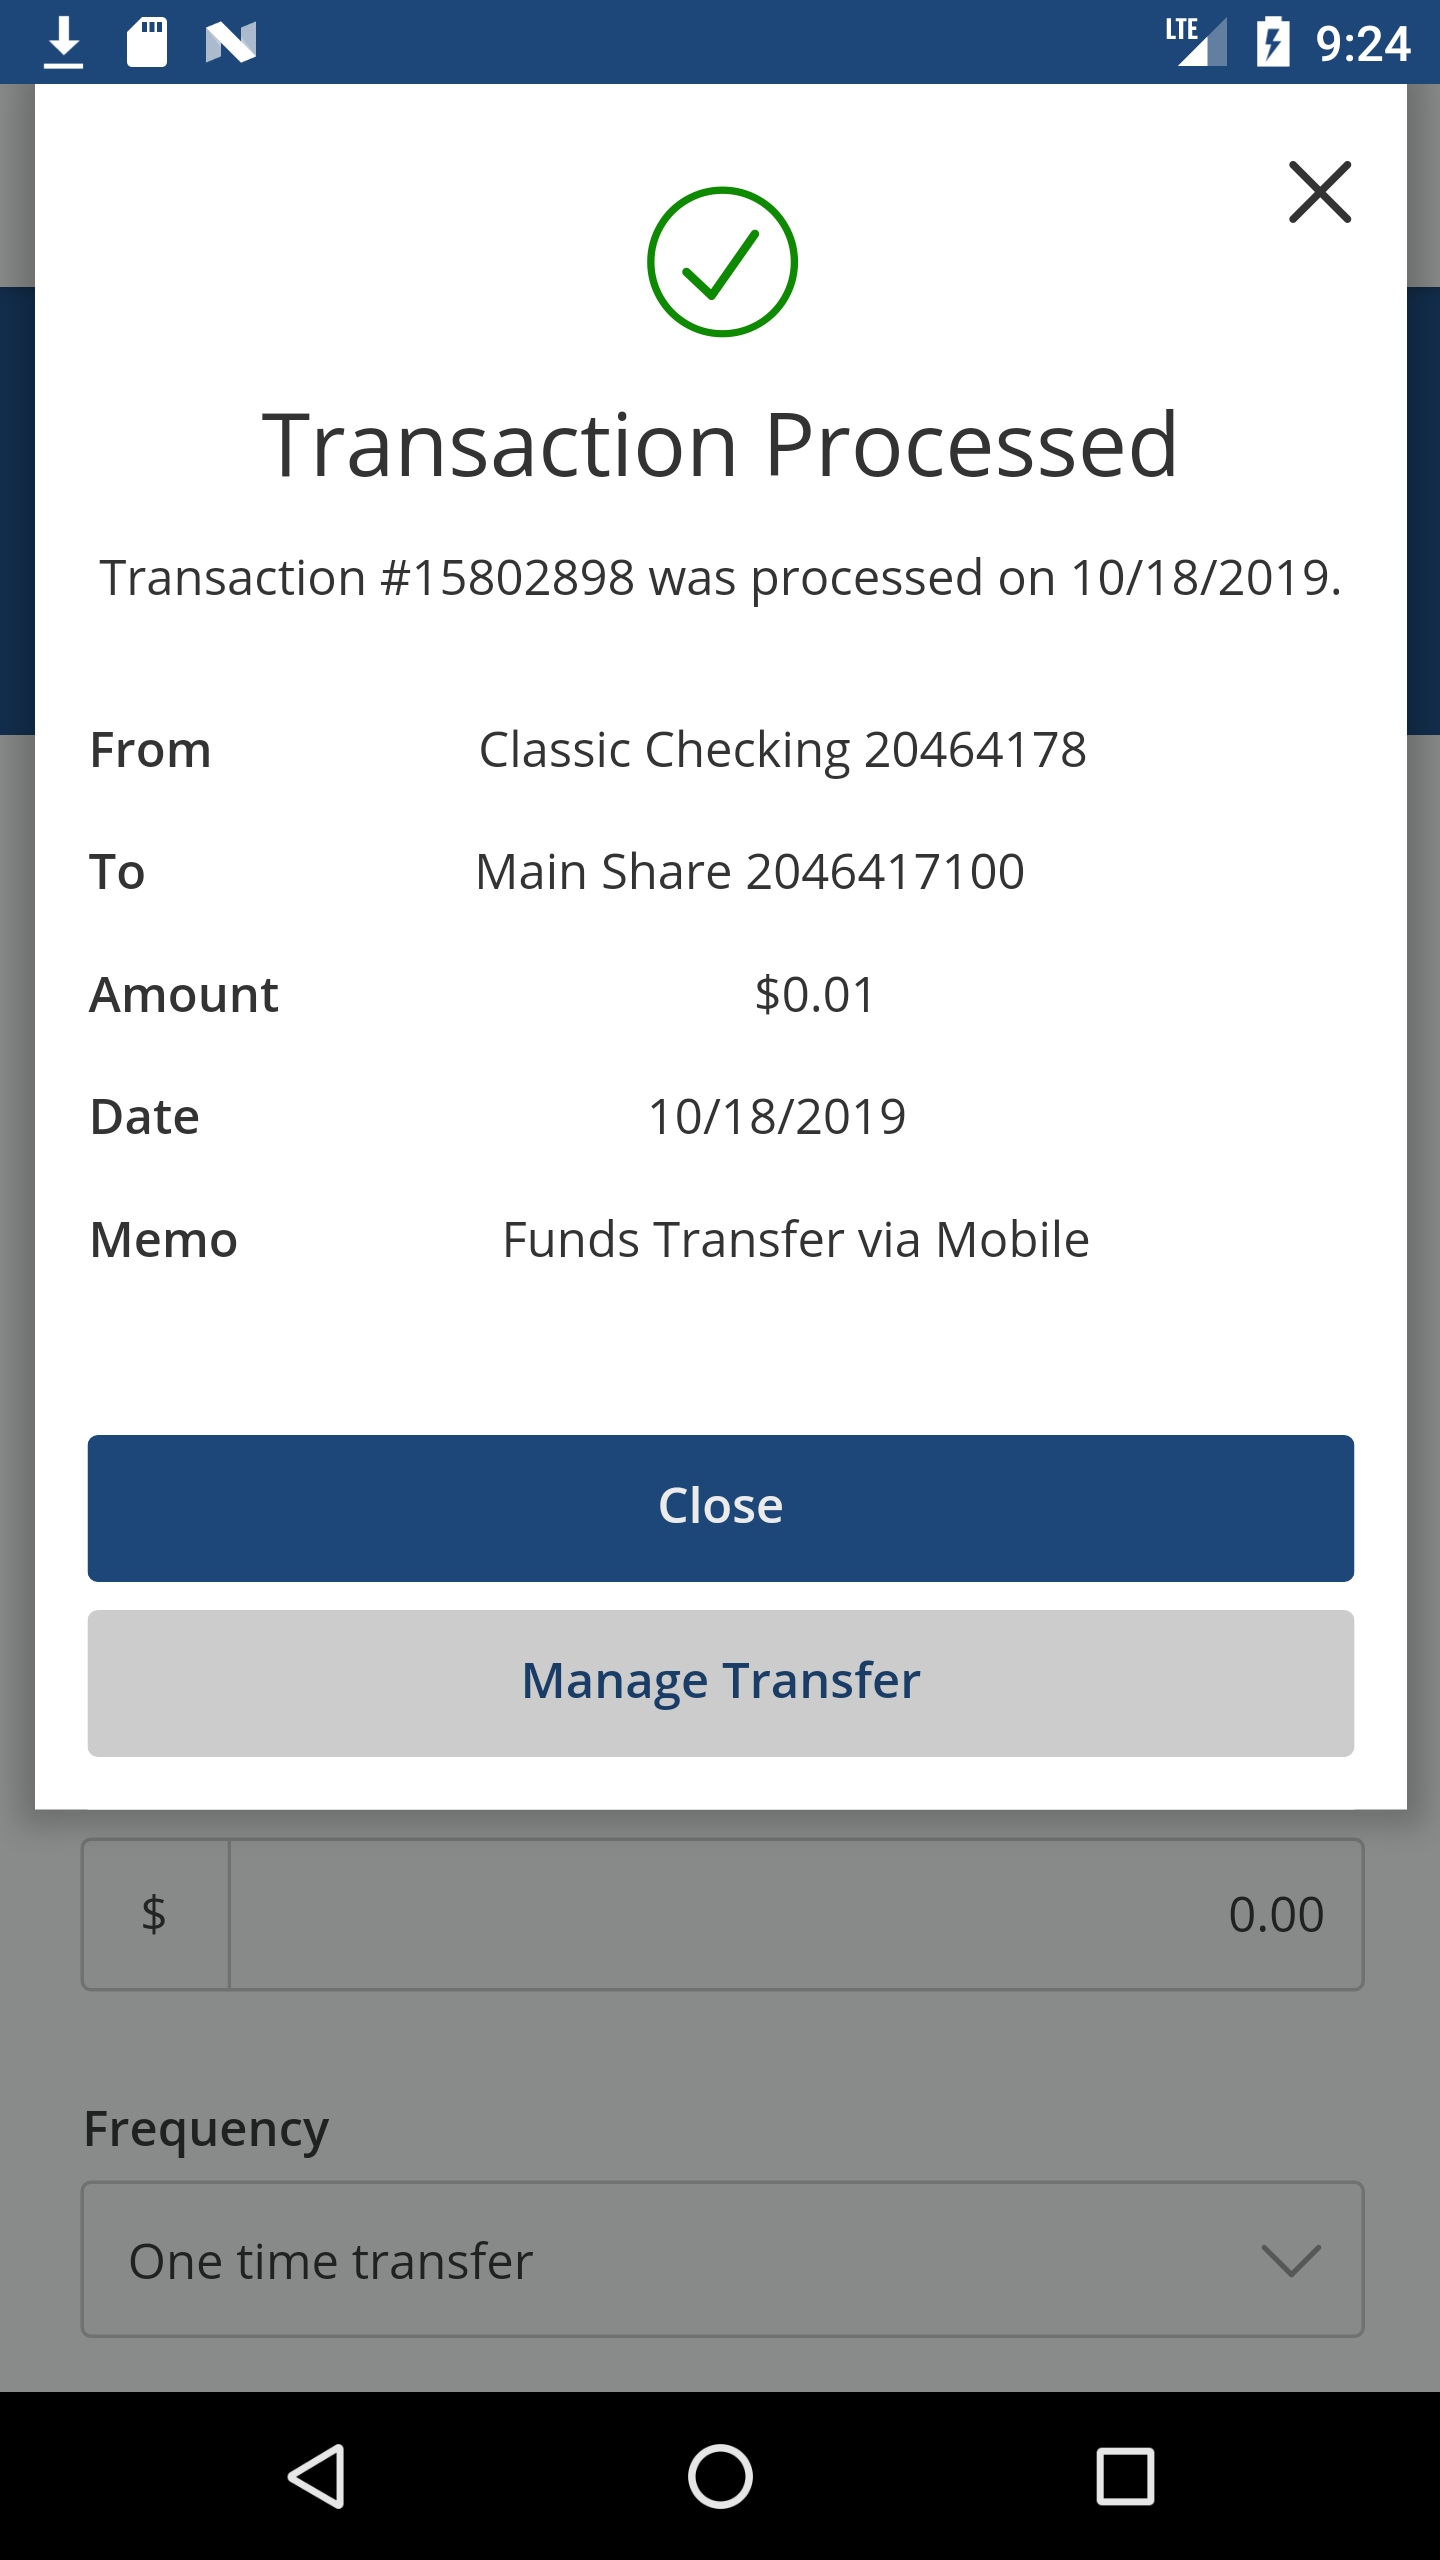 LTE 9:24
Transaction Processed
Transaction #15802898 was processed on 10/18/2019.
From Classic Checking 20464178
To Main Share 2046417100
Amount $0.01
Date 10/18/2019
Memo Funds Transfer via Mobile
Close
Manage Transfer
$ 0.00
Frequency
One time transfer